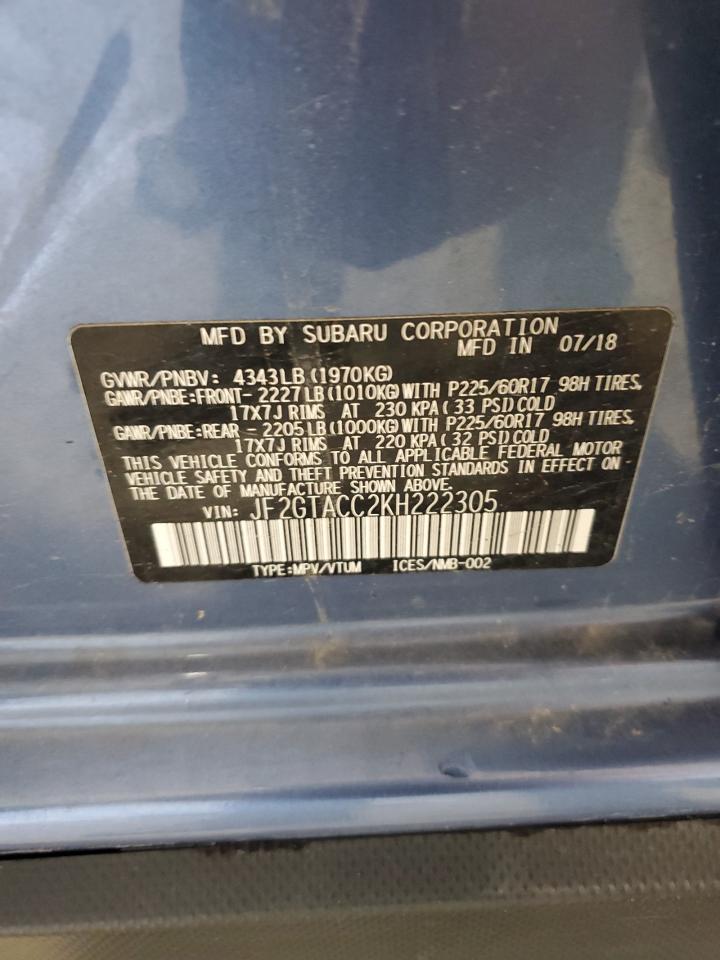 MFD BY SUBARU CORPORATION
MFD IN 07/18
GVWR/PNBV: 4343LB(1970KG)
GAWR/PNBE:FRONT- 2227LB(1010KG)WITH P225/60R17 98H TIRES,
17X7J RIMS AT 230 KPA(33 PSI)COLD
GAWR/PNBE:REAR - 2205LB(1000KG)WITH P225/60R17 98H TIRES,
17X7J RIMS AT 220 KPA(32 PSI)COLD
THIS VEHICLE CONFORMS TO ALL APPLICABLE FEDERAL MOTOR
VEHICLE SAFETY AND THEFT PREVENTION STANDARDS IN EFFECT ON
THE DATE OF MANUFACTURE SHOWN ABOVE.
VIN: JF2GTACC2KH222305
TYPE:MPV/VTUM ICES/NMB-002